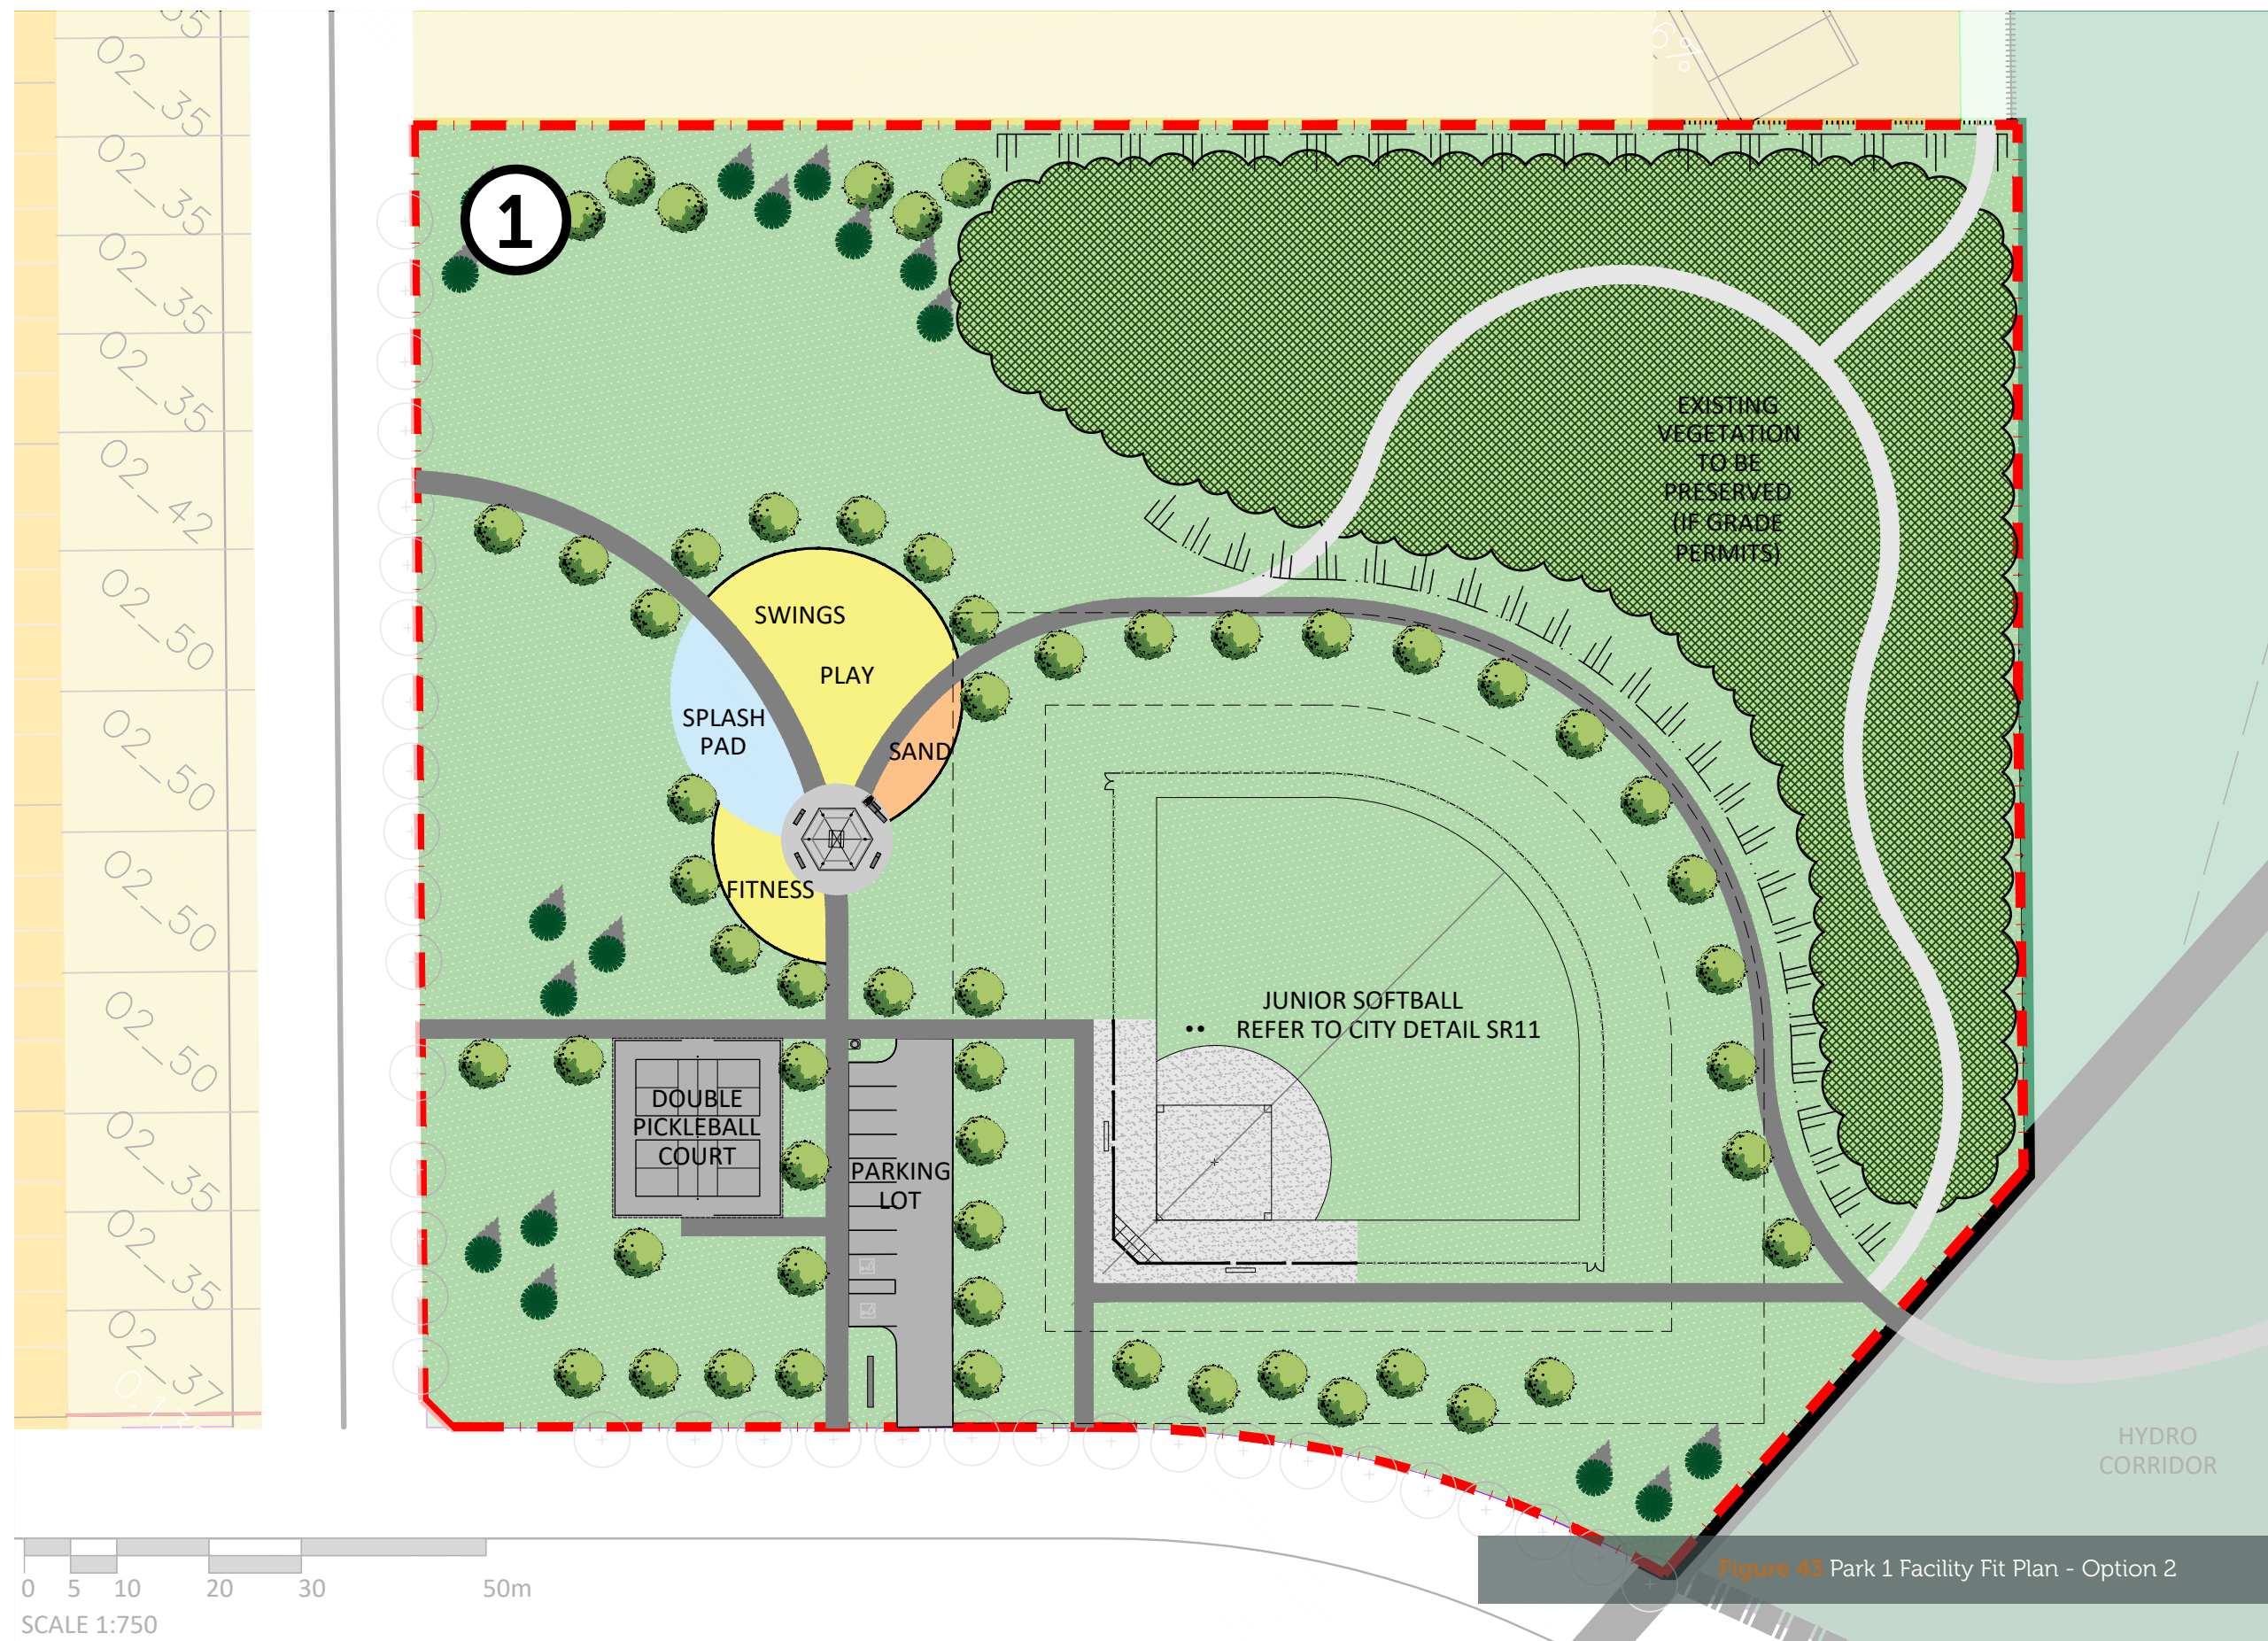 02_35
02_35
02_35
02_35
02_42
02_50
02_50
02_50
02_50
02_35
02_35
02_37
6%
1
EXISTING
VEGETATION
TO BE
PRESERVED
(IF GRADE
PERMITS)
SWINGS
PLAY
SPLASH
PAD
SAND
FITNESS
JUNIOR SOFTBALL
REFER TO CITY DETAIL SR11
DOUBLE
PICKLEBALL
COURT
PARKING
LOT
HYDRO
CORRIDOR
0 5 10 20 30 50m
SCALE 1:750
Figure 43 Park 1 Facility Fit Plan - Option 2